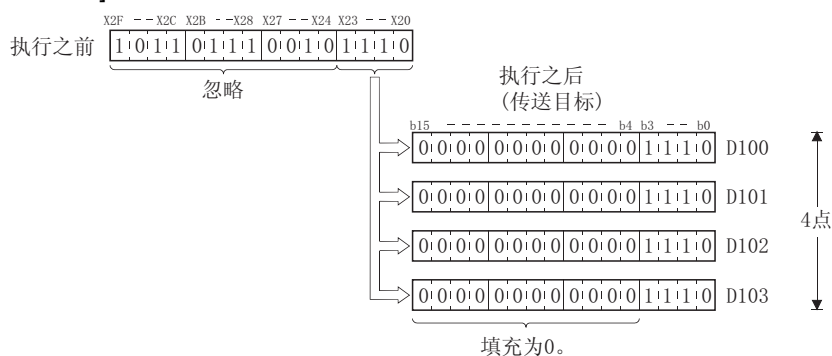 X2F -- X2C X2B - -X28 X27 -- X24 X23 -- X20
执行之前 1 0 1 1 0 1 1 1 0 0 1 0 1 1 1 0
忽略
执行之后
(传送目标)
b15 - - - - - - - - - - b4 b3 -- b0
0 0 0 0 0 0 0 0 0 0 0 0 1 1 1 0 D100
0 0 0 0 0 0 0 0 0 0 0 0 1 1 1 0 D101
4点
0 0 0 0 0 0 0 0 0 0 0 0 1 1 1 0 D102
0 0 0 0 0 0 0 0 0 0 0 0 1 1 1 0 D103
填充为0。